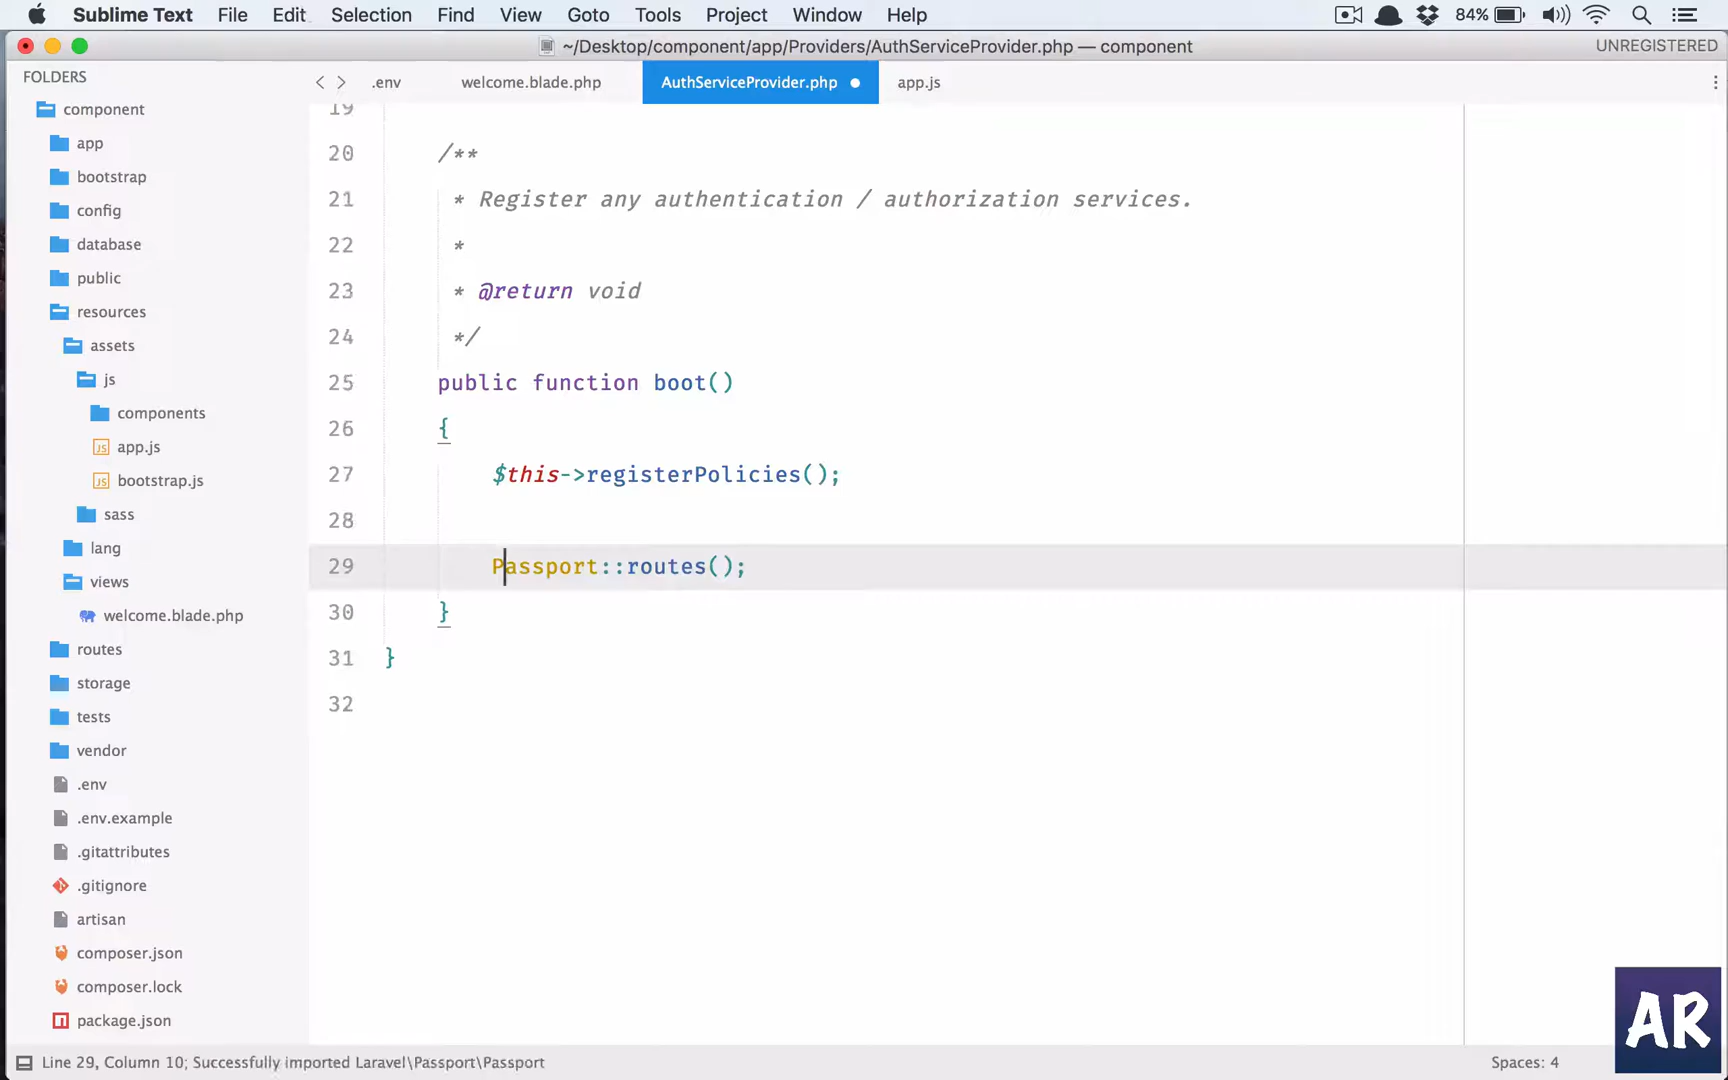 Sublime Text File Edit Selection Find View Goto Tools Project Window Help 84%
~/Desktop/component/app/Providers/AuthServiceProvider.php — component UNREGISTERED
FOLDERS
component
app
bootstrap
config
database
public
resources
assets
js
components
app.js
bootstrap.js
sass
lang
views
welcome.blade.php
routes
storage
tests
vendor
.env
.env.example
.gitattributes
.gitignore
artisan
composer.json
composer.lock
package.json
.env welcome.blade.php AuthServiceProvider.php app.js
19
20 /**
21 * Register any authentication / authorization services.
22 *
23 * @return void
24 */
25 public function boot()
26 {
27 $this->registerPolicies();
28
29 Passport::routes();
30 }
31 }
32
Line 29, Column 10; Successfully imported Laravel\Passport\Passport Spaces: 4
AR